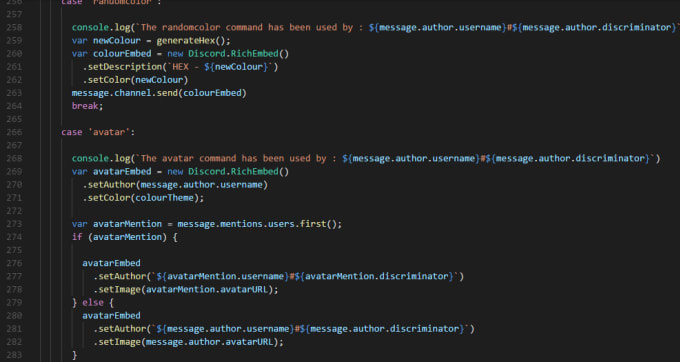 256 case 'randomcolor':
257
258 console.log(`The randomcolor command has been used by : ${message.author.username}#${message.author.discriminator}`
259 var newColour = generateHex();
260 var colourEmbed = new Discord.RichEmbed()
261 .setDescription(`HEX - ${newColour}`)
262 .setColor(newColour)
263 message.channel.send(colourEmbed)
264 break;
265
266 case 'avatar':
267
268 console.log(`The avatar command has been used by : ${message.author.username}#${message.author.discriminator}`)
269 var avatarEmbed = new Discord.RichEmbed()
270 .setAuthor(message.author.username)
271 .setColor(colourTheme);
272
273 var avatarMention = message.mentions.users.first();
274 if (avatarMention) {
275
276 avatarEmbed
277 .setAuthor(`${avatarMention.username}#${avatarMention.discriminator}`)
278 .setImage(avatarMention.avatarURL);
279 } else {
280 avatarEmbed
281 .setAuthor(`${message.author.username}#${message.author.discriminator}`)
282 .setImage(message.author.avatarURL);
283 }